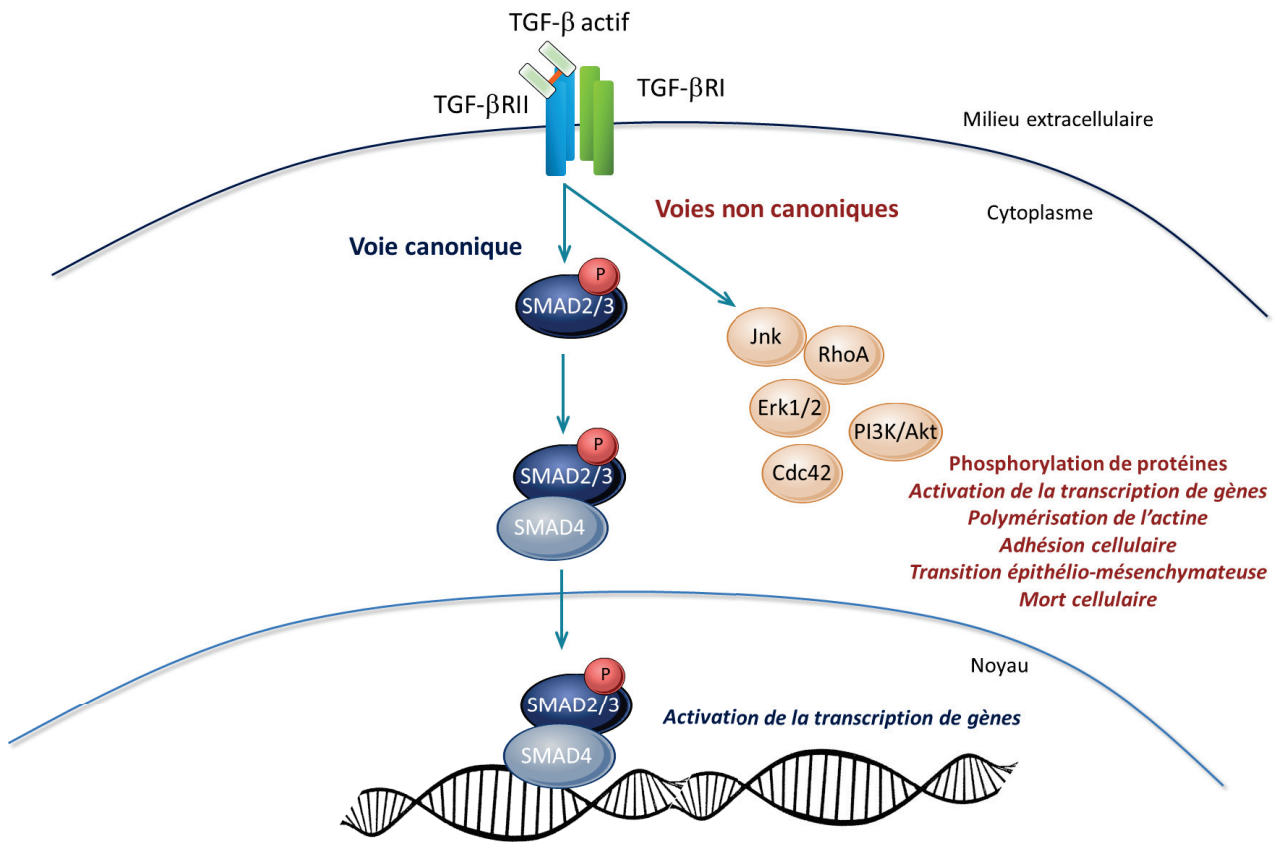 TGF-β actif
TGF-βRII
TGF-βRI
Milieu extracellulaire
Cytoplasme
Voies non canoniques
Voie canonique
P
SMAD2/3
Jnk
RhoA
Erk1/2
PI3K/Akt
Cdc42
P
SMAD2/3
SMAD4
Phosphorylation de protéines
Activation de la transcription de gènes
Polymérisation de l'actine
Adhésion cellulaire
Transition épithélio-mésenchymateuse
Mort cellulaire
Noyau
P
SMAD2/3
SMAD4
Activation de la transcription de gènes